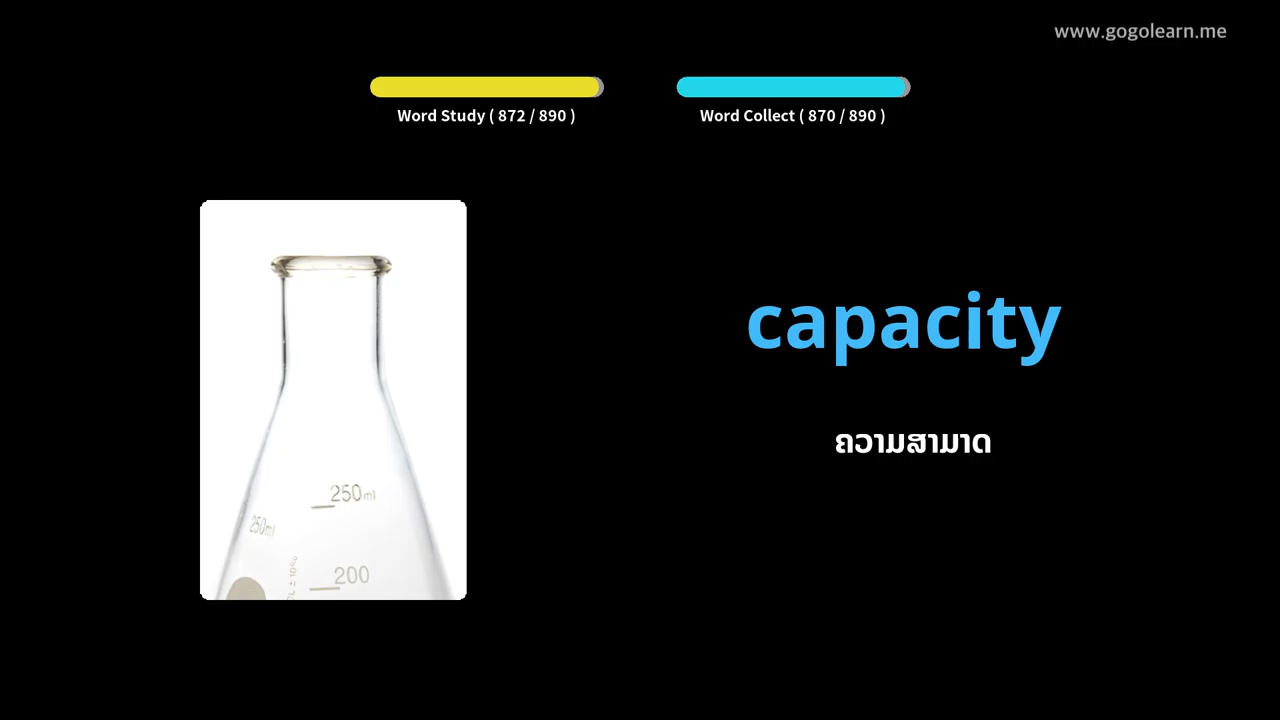 www.gogolearn.me
Word Study ( 872 / 890 )
Word Collect ( 870 / 890 )
capacity
ຄວາມສາມາດ
250ml
250ml
200